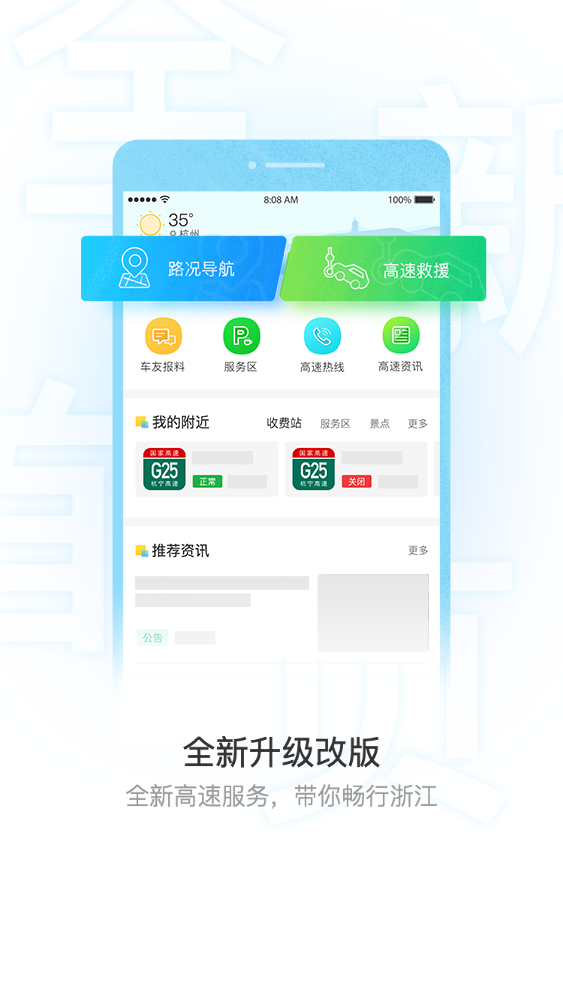 全新
首页
8:08 AM
100%
35°
杭州
路况导航
高速救援
车友报料
服务区
高速热线
高速资讯
我的附近
收费站
服务区
景点
更多
国家高速
G25
杭宁高速
正常
国家高速
G25
杭宁高速
关闭
推荐资讯
更多
公告
全新升级改版
全新高速服务，带你畅行浙江